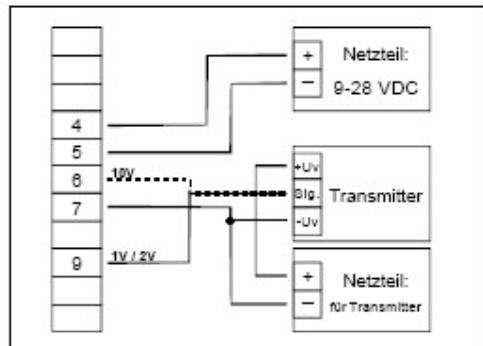 4
5
6
7
9
10V
1V / 2V
+
−
Netzteil:
9-28 VDC
+Uv
Sig.
-Uv
Transmitter
+
−
Netzteil:
für Transmitter